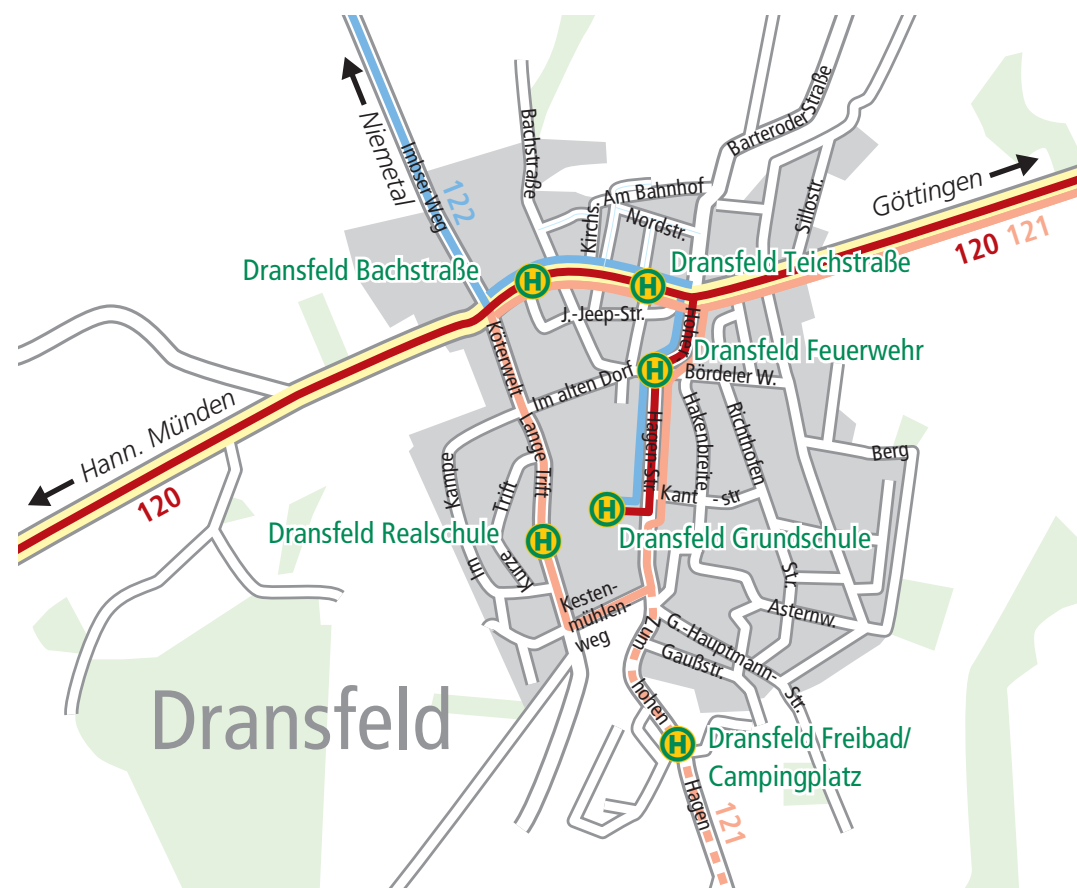 Niemetal
Imbser Weg
122
Bachstraße
Kirchs.
Am Bahnhof
Nordstr.
Barteroder Straße
Sillostr.
Göttingen
120 121
Dransfeld Bachstraße
H
H
Dransfeld Teichstraße
J.-Jeep-Str.
Hoher
Dransfeld Feuerwehr
H
Bördeler W.
Köterwelt
Im alten Dorf
Lange Trift
Hagen-Str.
Hakenbreite
Richthofen
Str.
Berg
Hann. Münden
120
Im Kampe
Kurze Trift
Kant - str
Dransfeld Realschule
H
H
Dransfeld Grundschule
Kesten-
mühlen-
weg
Asternw.
G.-Hauptmann-
Str.
Gaußstr.
Zum
hohen
Hagen
Dransfeld
H
Dransfeld Freibad/
Campingplatz
121